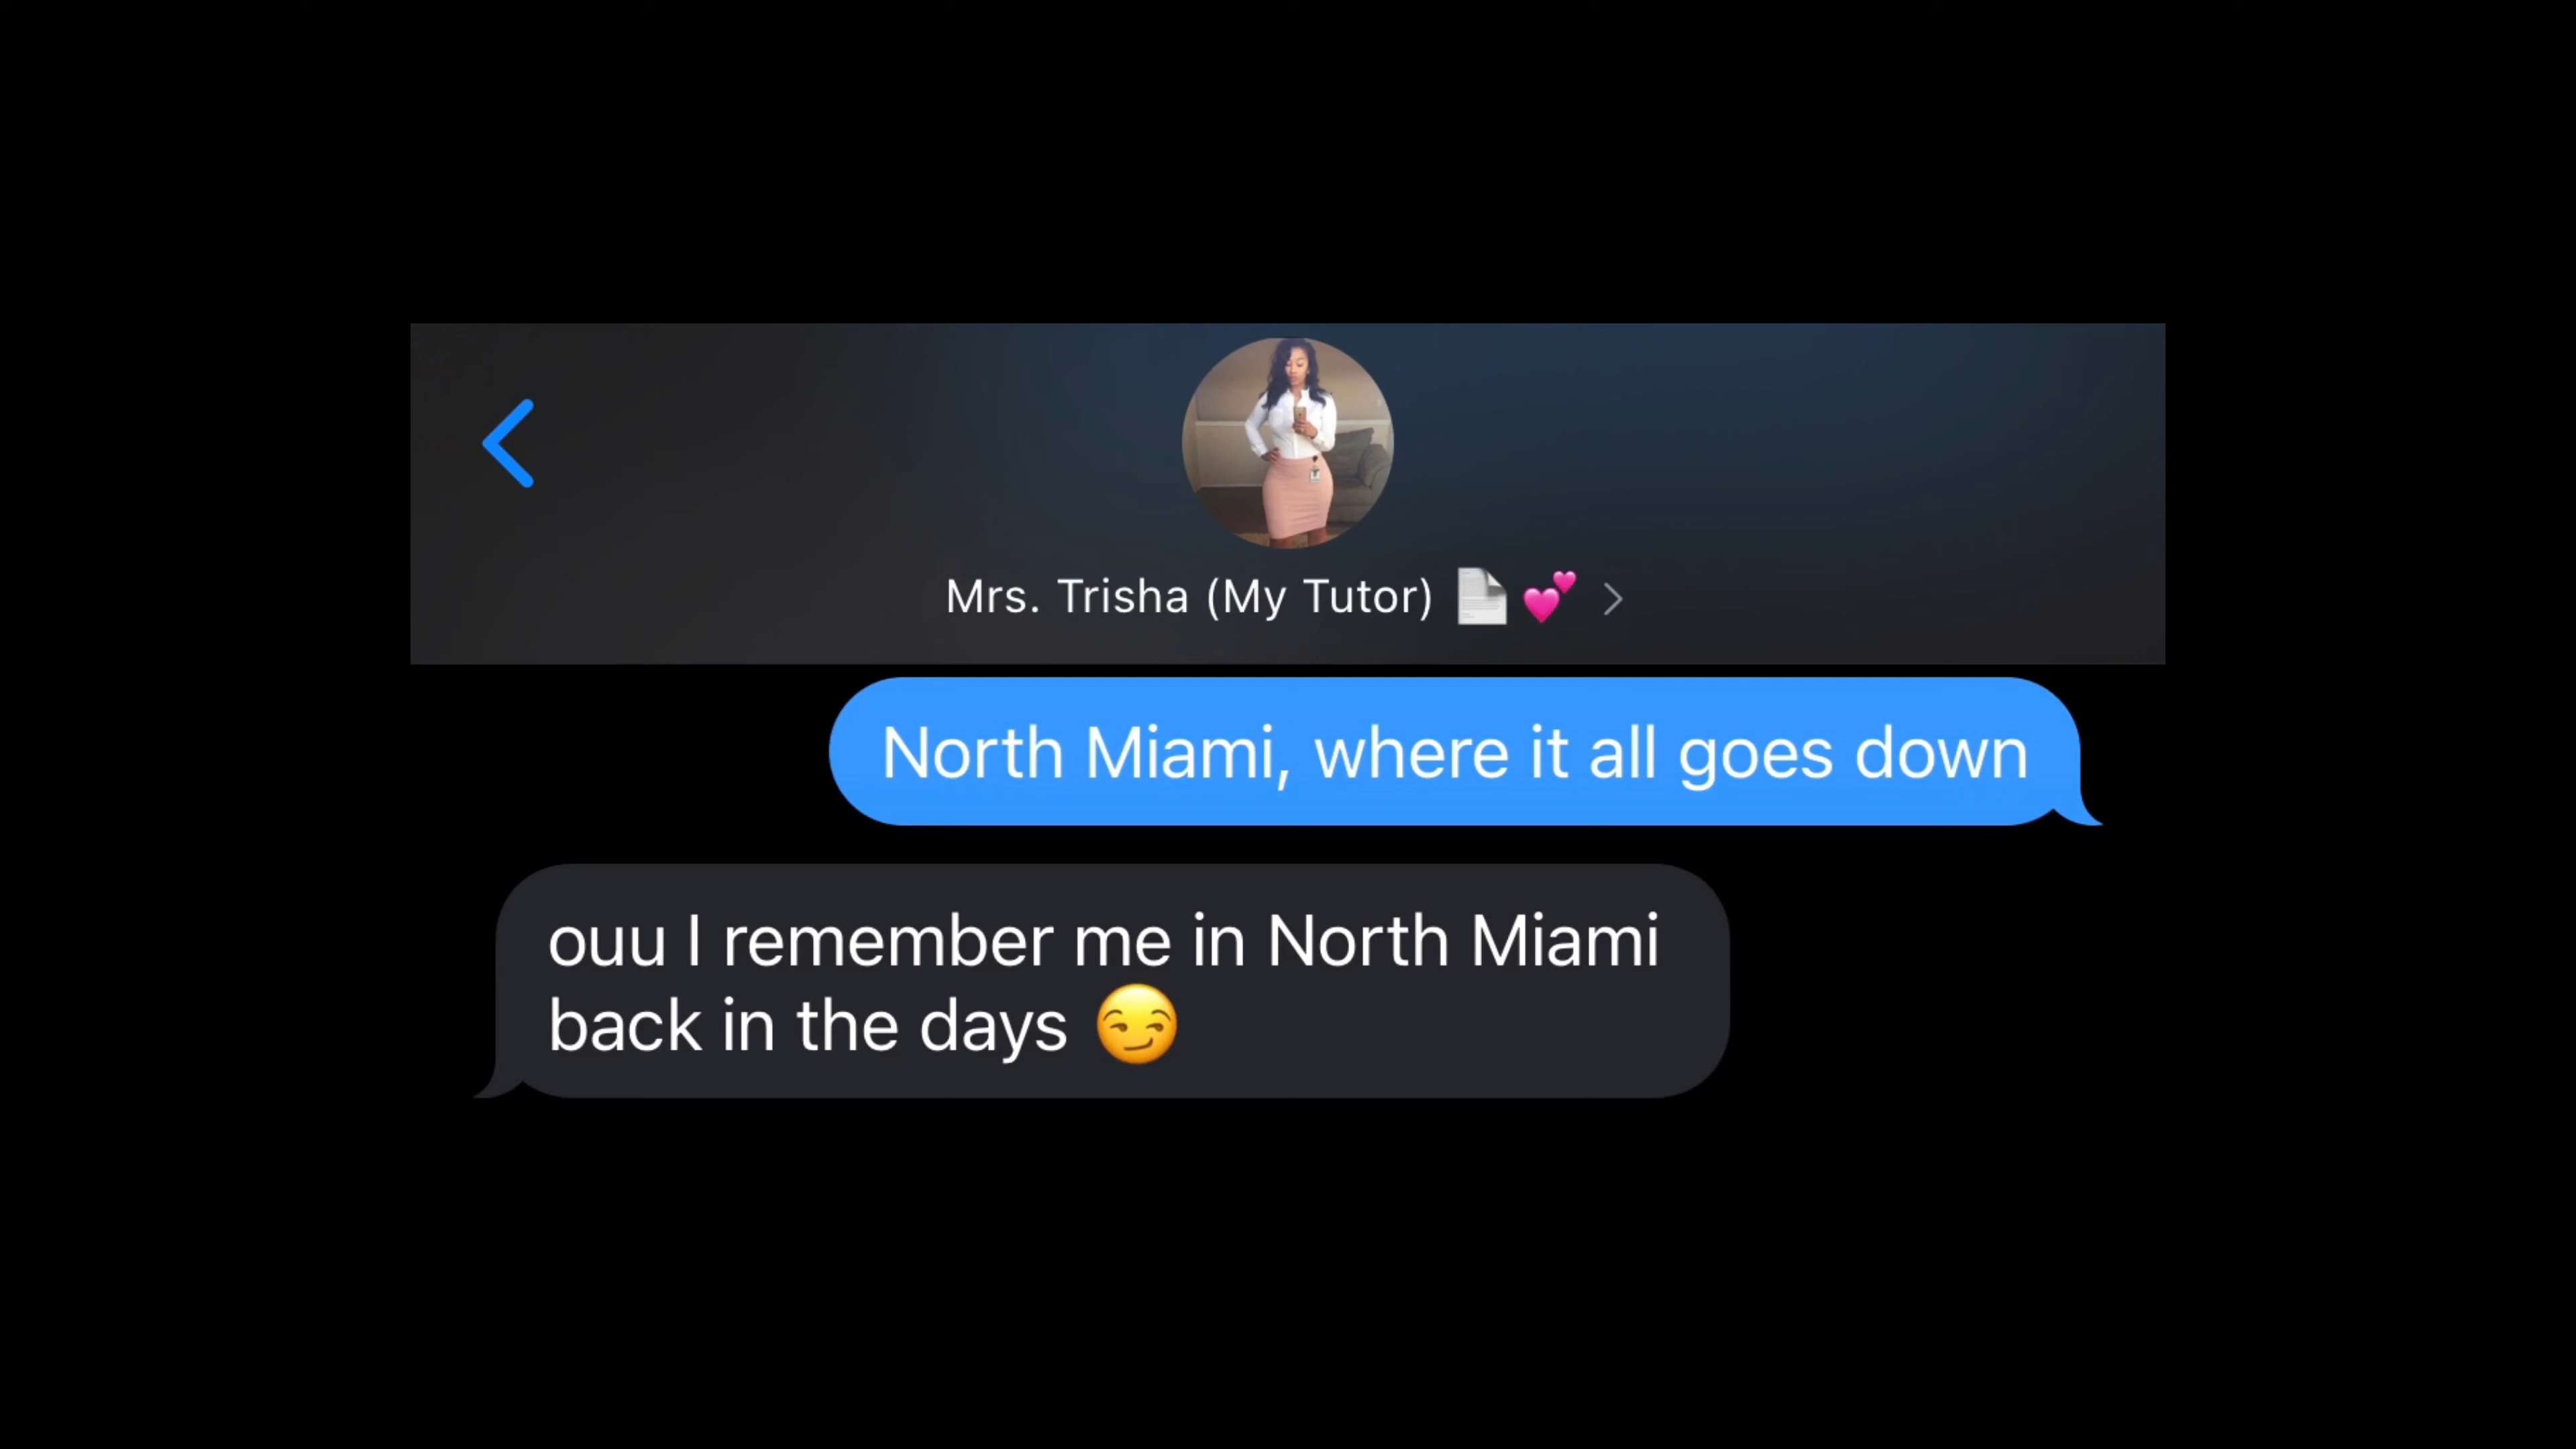 Mrs. Trisha (My Tutor) 📄💕
North Miami, where it all goes down
ouu I remember me in North Miami
back in the days 😏